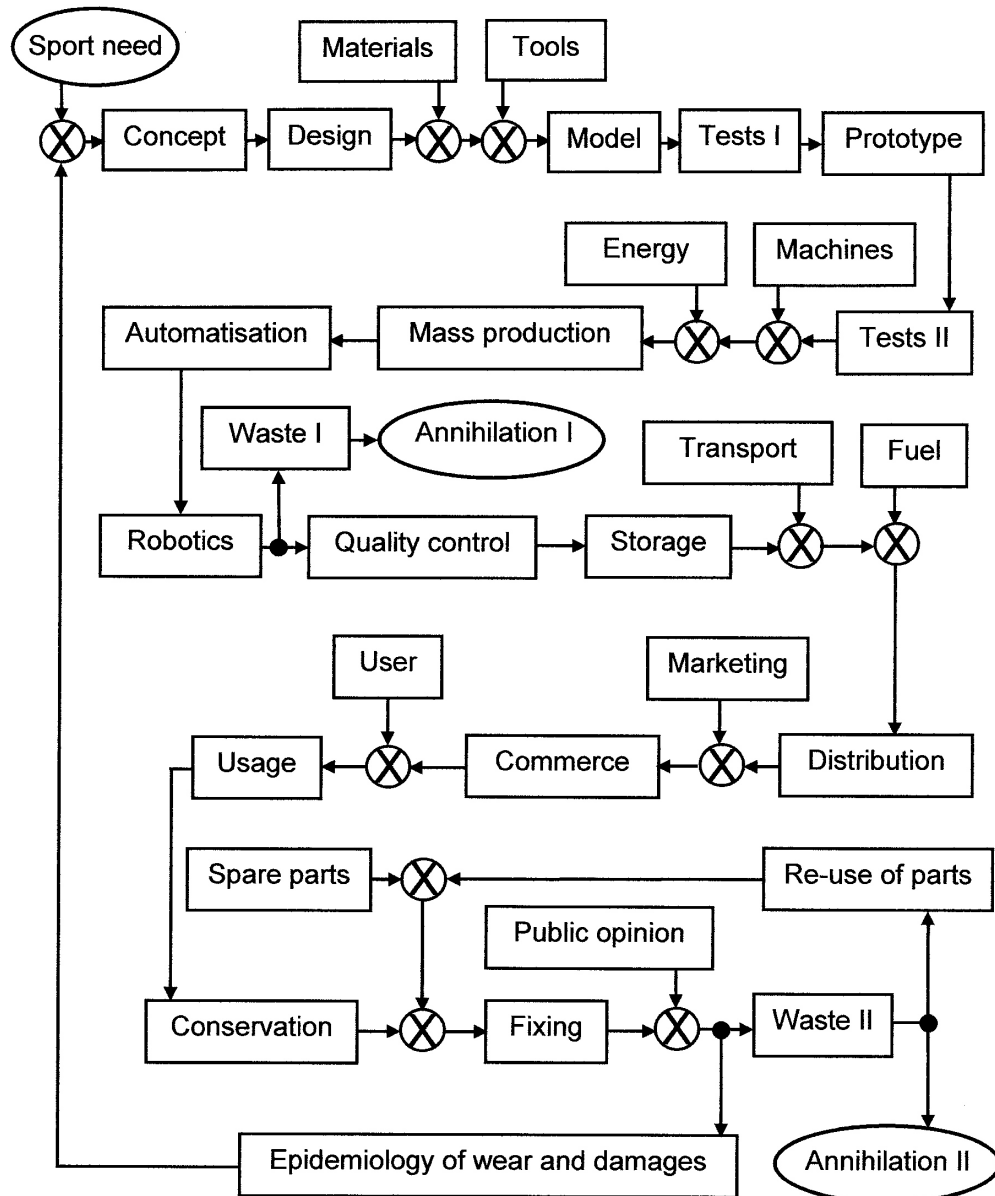 Sport need
Materials
Tools
Concept
Design
Model
Tests I
Prototype
Energy
Machines
Automatisation
Mass production
Tests II
Waste I
Annihilation I
Transport
Fuel
Robotics
Quality control
Storage
User
Marketing
Usage
Commerce
Distribution
Spare parts
Re-use of parts
Public opinion
Conservation
Fixing
Waste II
Epidemiology of wear and damages
Annihilation II